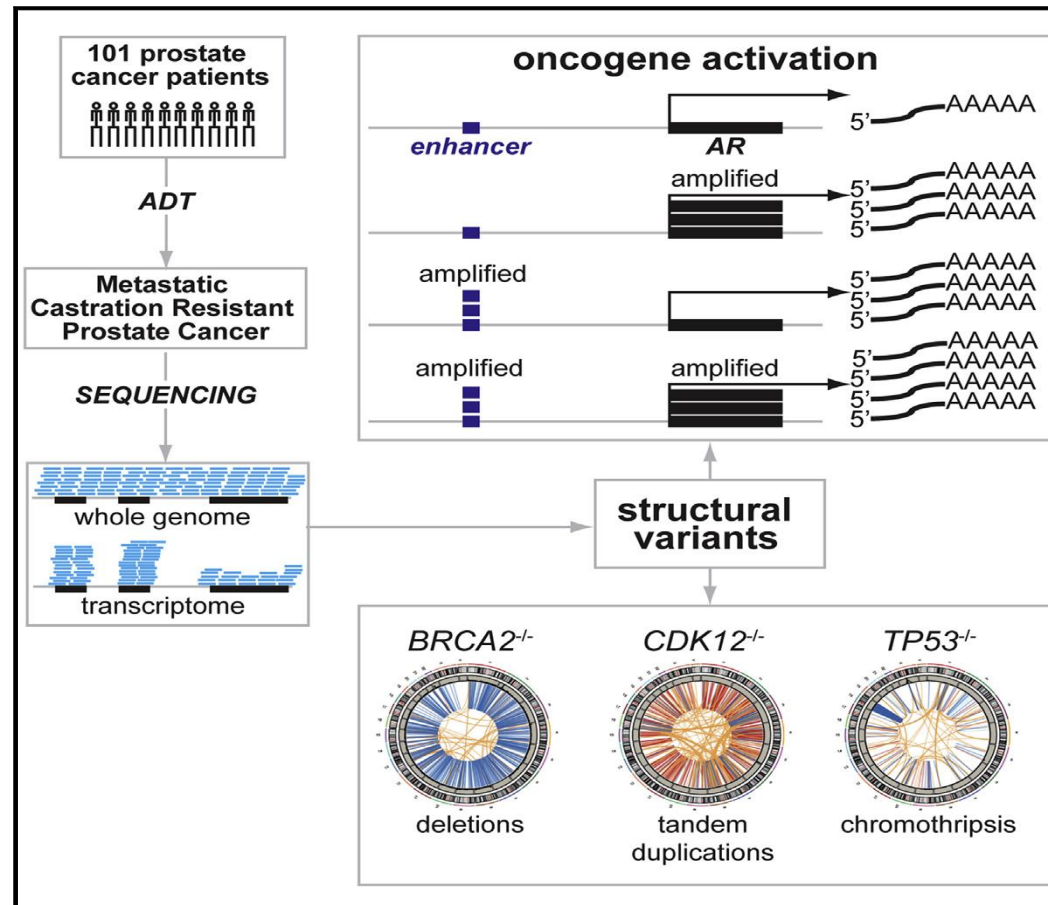 101 prostate
cancer patients
ADT
Metastatic
Castration Resistant
Prostate Cancer
SEQUENCING
whole genome
transcriptome
oncogene activation
enhancer
AR
5'
AAAAA
amplified
5'
AAAAA
5'
AAAAA
5'
AAAAA
amplified
5'
AAAAA
5'
AAAAA
5'
AAAAA
amplified
amplified
5'
AAAAA
5'
AAAAA
5'
AAAAA
5'
AAAAA
structural
variants
BRCA2-/-
deletions
CDK12-/-
tandem
duplications
TP53-/-
chromothripsis